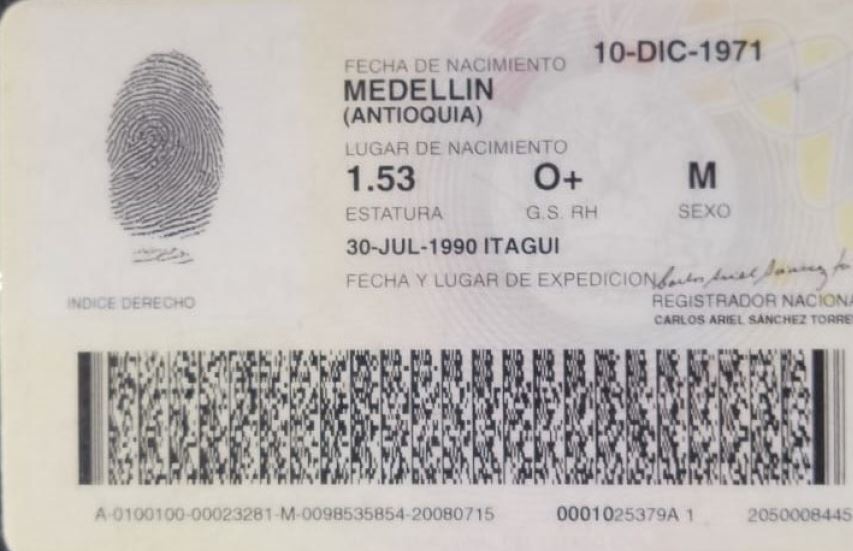 FECHA DE NACIMIENTO 10-DIC-1971
MEDELLIN
(ANTIOQUIA)
LUGAR DE NACIMIENTO
1.53 O+ M
ESTATURA G.S. RH SEXO
30-JUL-1990 ITAGUI
FECHA Y LUGAR DE EXPEDICION
INDICE DERECHO
REGISTRADOR NACIONA
CARLOS ARIEL SÁNCHEZ TORRE
A-0100100-00023281-M-0098535854-20080715 0001025379A 1 2050008445